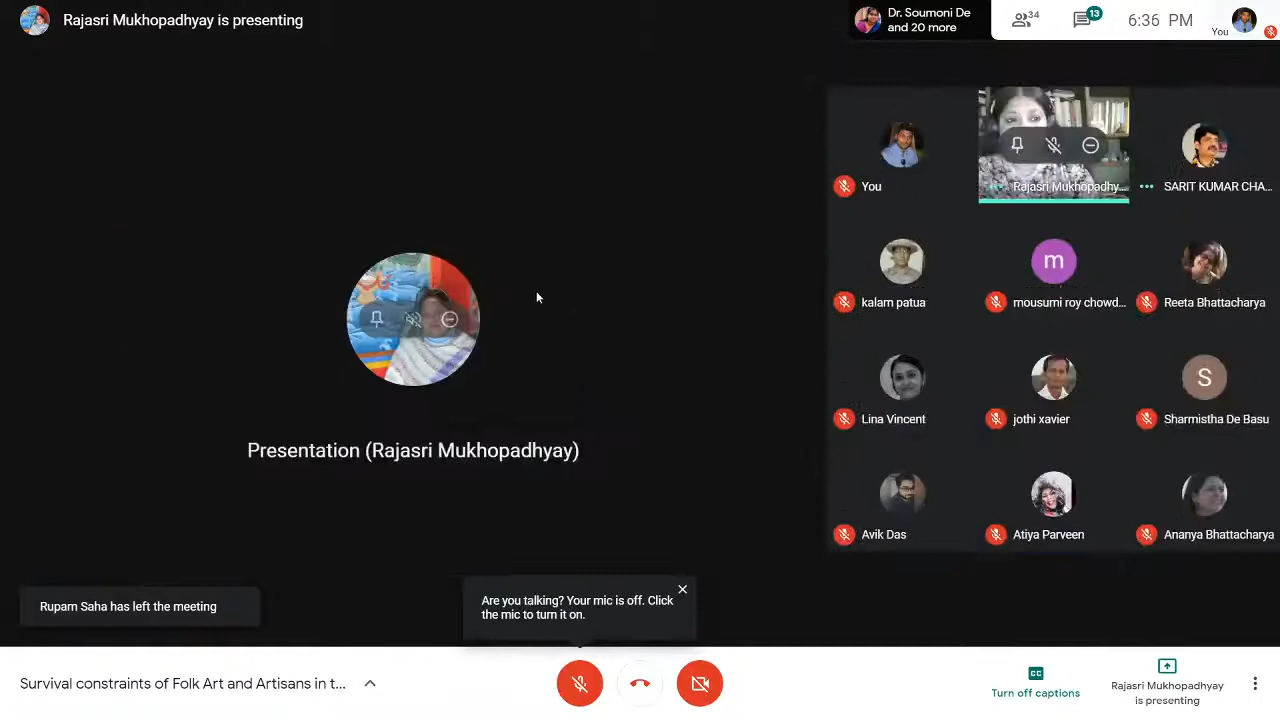 Rajasri Mukhopadhyay is presenting
Dr. Soumoni De
and 20 more
34
13
6:36 PM
You
You
Rajasri Mukhopadhy...
SARIT KUMAR CHA...
kalam patua
m
mousumi roy chowd...
Reeta Bhattacharya
Lina Vincent
jothi xavier
S
Sharmistha De Basu
Avik Das
Atiya Parveen
Ananya Bhattacharya
Presentation (Rajasri Mukhopadhyay)
Rupam Saha has left the meeting
Are you talking? Your mic is off. Click
the mic to turn it on.
Survival constraints of Folk Art and Artisans in t...
CC
Turn off captions
Rajasri Mukhopadhyay
is presenting